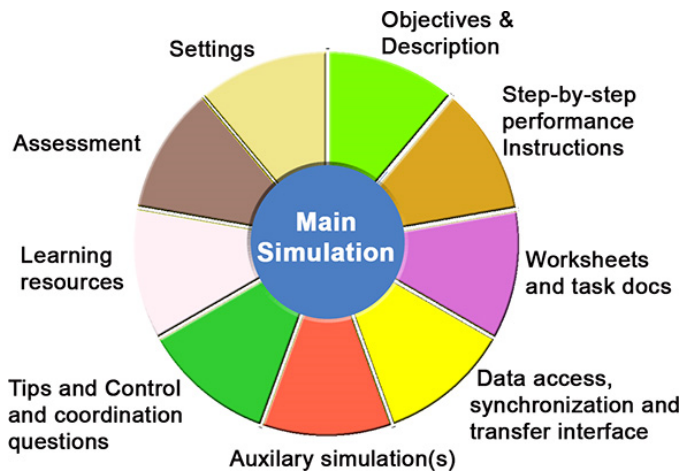 Settings
Objectives &
Description
Step-by-step
performance
Instructions
Assessment
Main
Simulation
Learning
resources
Worksheets
and task docs
Tips and Control
and coordination
questions
Data access,
synchronization and
transfer interface
Auxilary simulation(s)